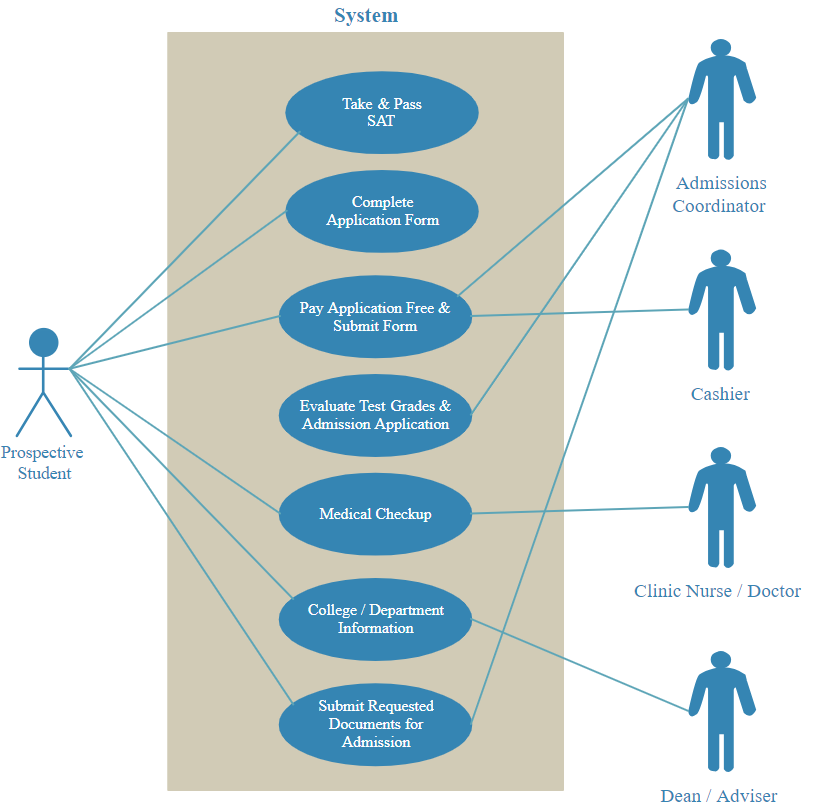 System
Take & Pass
SAT
Complete
Application Form
Pay Application Free &
Submit Form
Evaluate Test Grades &
Admission Application
Medical Checkup
College / Department
Information
Submit Requested
Documents for
Admission
Prospective
Student
Admissions
Coordinator
Cashier
Clinic Nurse / Doctor
Dean / Adviser